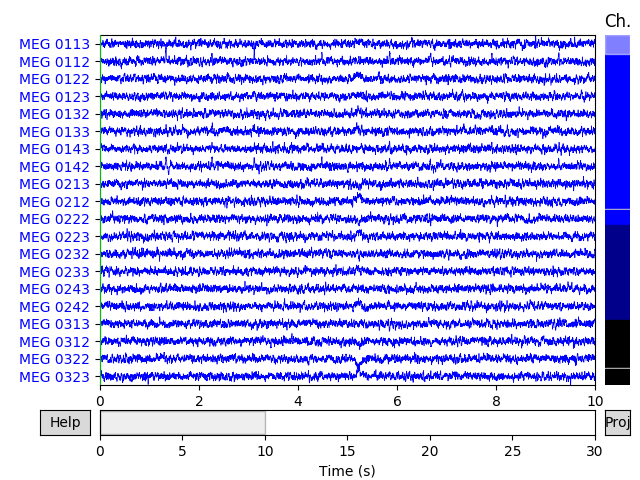 Ch.
MEG 0113
MEG 0112
MEG 0122
MEG 0123
MEG 0132
MEG 0133
MEG 0143
MEG 0142
MEG 0213
MEG 0212
MEG 0222
MEG 0223
MEG 0232
MEG 0233
MEG 0243
MEG 0242
MEG 0313
MEG 0312
MEG 0322
MEG 0323
0 2 4 6 8 10
Help Proj
0 5 10 15 20 25 30
Time (s)